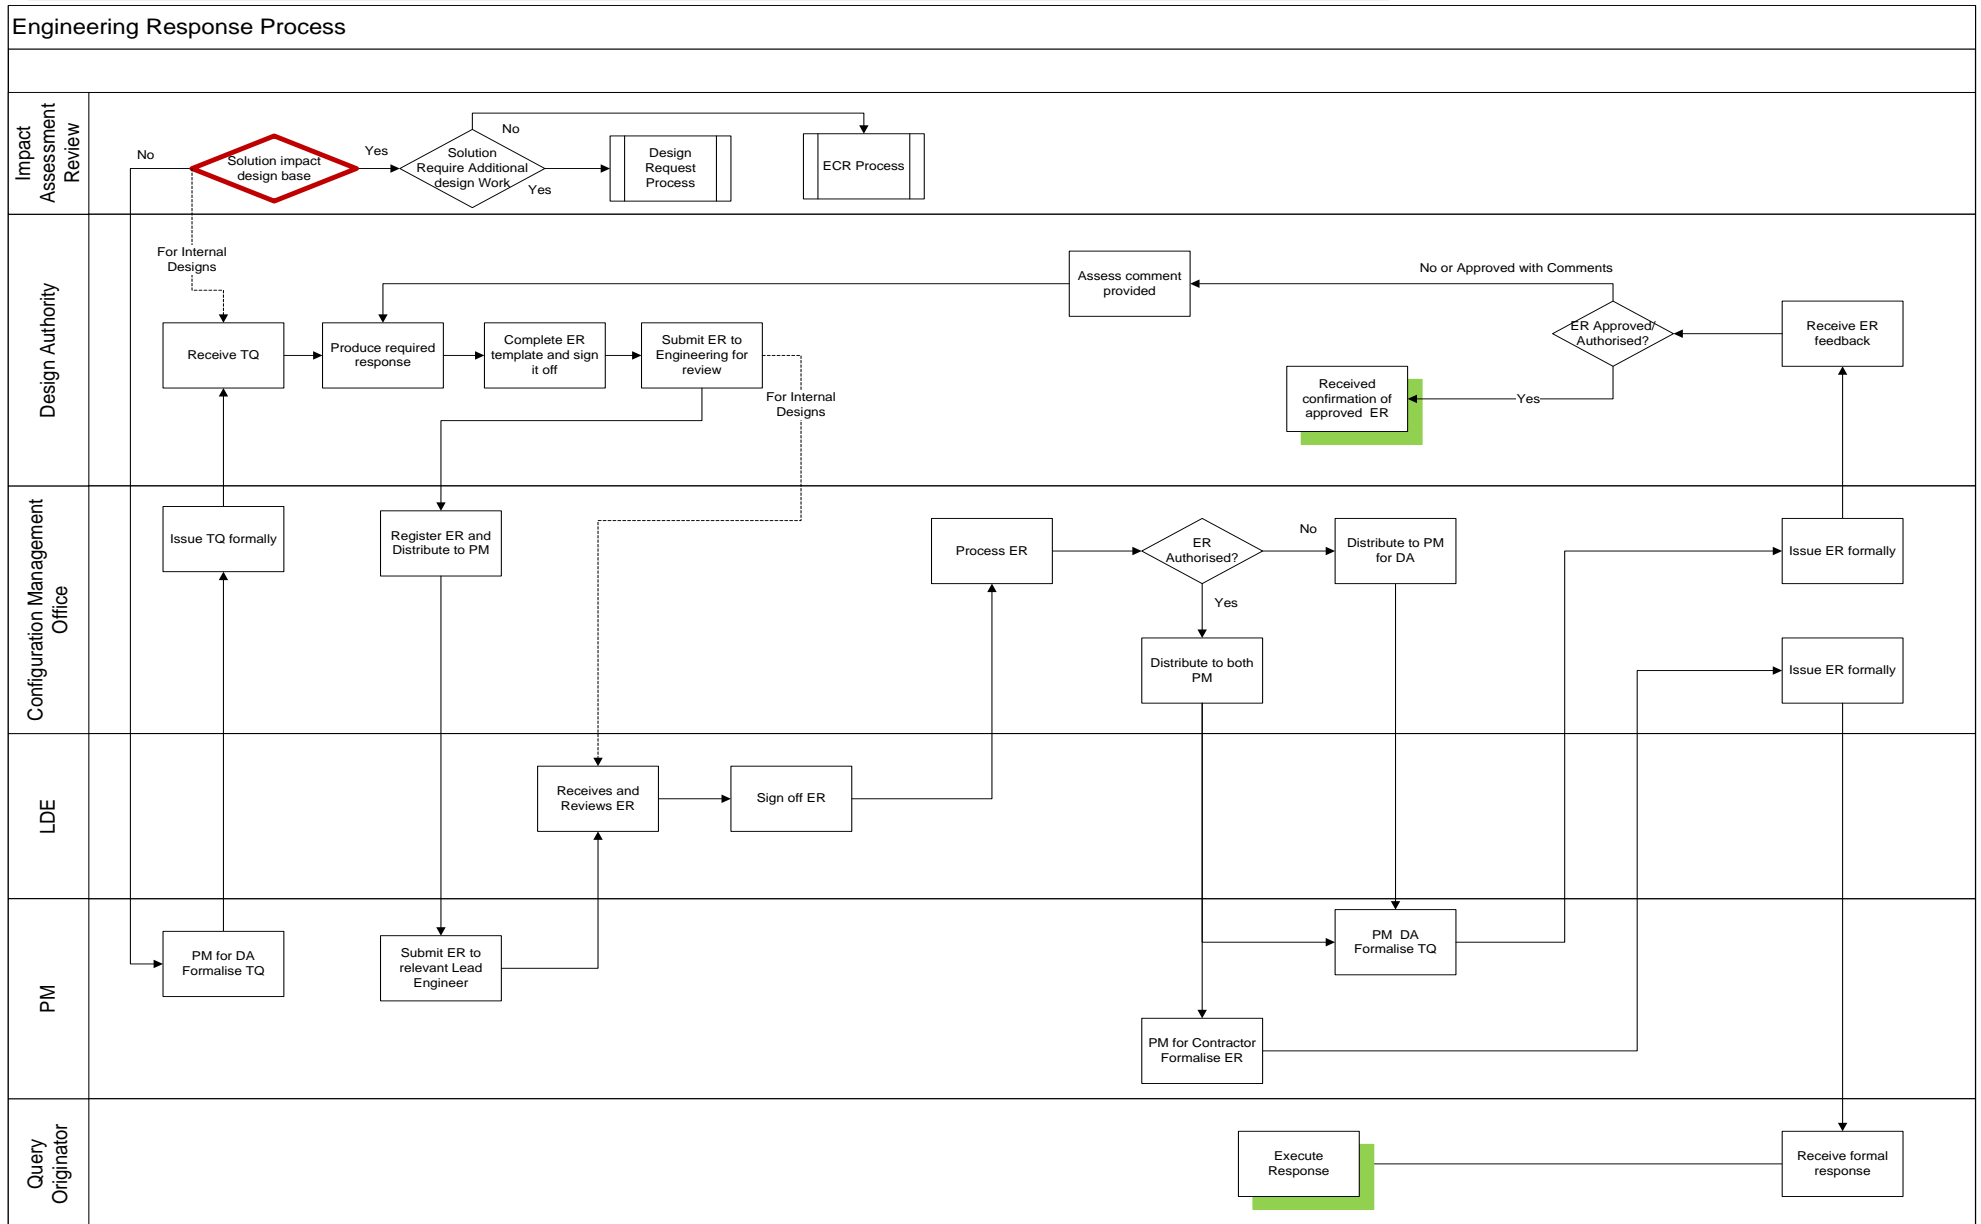 Engineering Response Process
Impact
Assessment
Review
No
Solution impact
design base
Yes
Solution
Require Additional
design Work
No
Yes
Design
Request
Process
ECR Process
Design Authority
For Internal
Designs
Receive TQ
Produce required
response
Complete ER
template and sign
it off
Submit ER to
Engineering for
review
For Internal
Designs
Assess comment
provided
No or Approved with Comments
ER Approved/
Authorised?
Receive ER
feedback
Received
confirmation of
approved ER
Yes
Configuration Management
Office
Issue TQ formally
Register ER and
Distribute to PM
Process ER
ER
Authorised?
No
Distribute to PM
for DA
Issue ER formally
Yes
Distribute to both
PM
Issue ER formally
LDE
Receives and
Reviews ER
Sign off ER
PM
PM for DA
Formalise TQ
Submit ER to
relevant Lead
Engineer
PM DA
Formalise TQ
PM for Contractor
Formalise ER
Query
Originator
Execute
Response
Receive formal
response